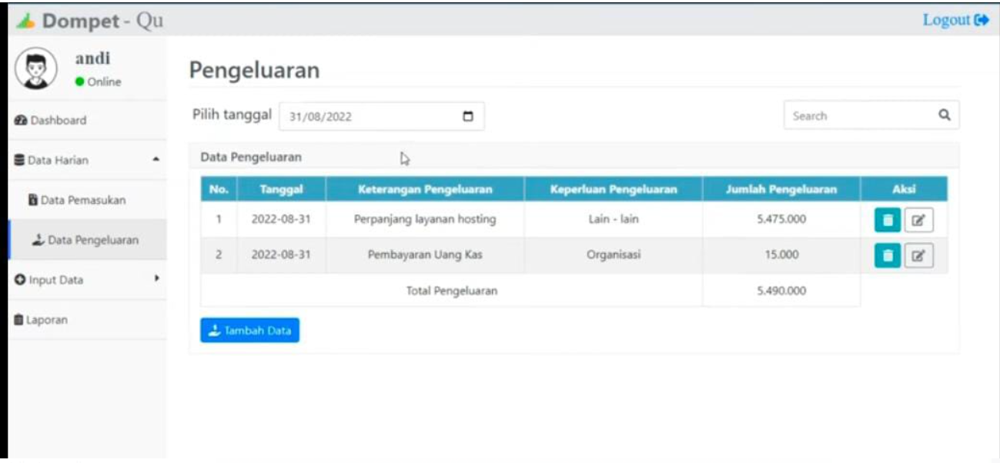 Dompet - Qu
Logout
andi
Online
Dashboard
Data Harian
Data Pemasukan
Data Pengeluaran
Input Data
Laporan
Pengeluaran
Pilih tanggal 31/08/2022
Search
Data Pengeluaran
No. Tanggal Keterangan Pengeluaran Keperluan Pengeluaran Jumlah Pengeluaran Aksi
1 2022-08-31 Perpanjang layanan hosting Lain - lain 5.475.000
2 2022-08-31 Pembayaran Uang Kas Organisasi 15.000
Total Pengeluaran 5.490.000
Tambah Data